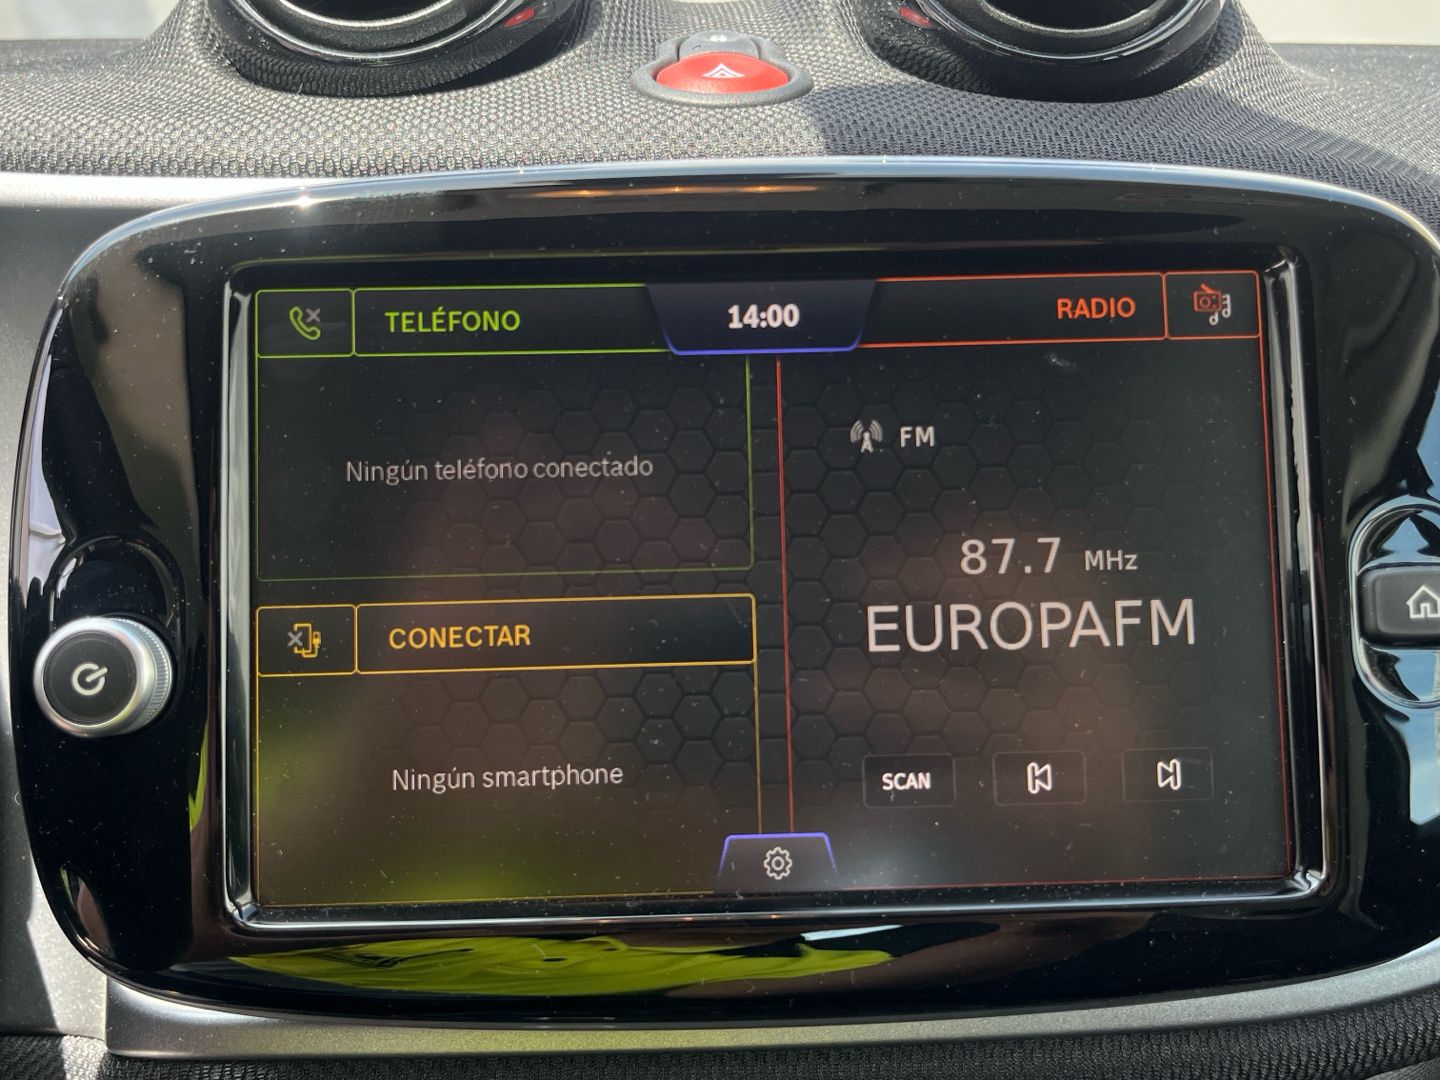 TELÉFONO
14:00
RADIO
Ningún teléfono conectado
FM
87.7 MHz
EUROPAFM
CONECTAR
Ningún smartphone
SCAN